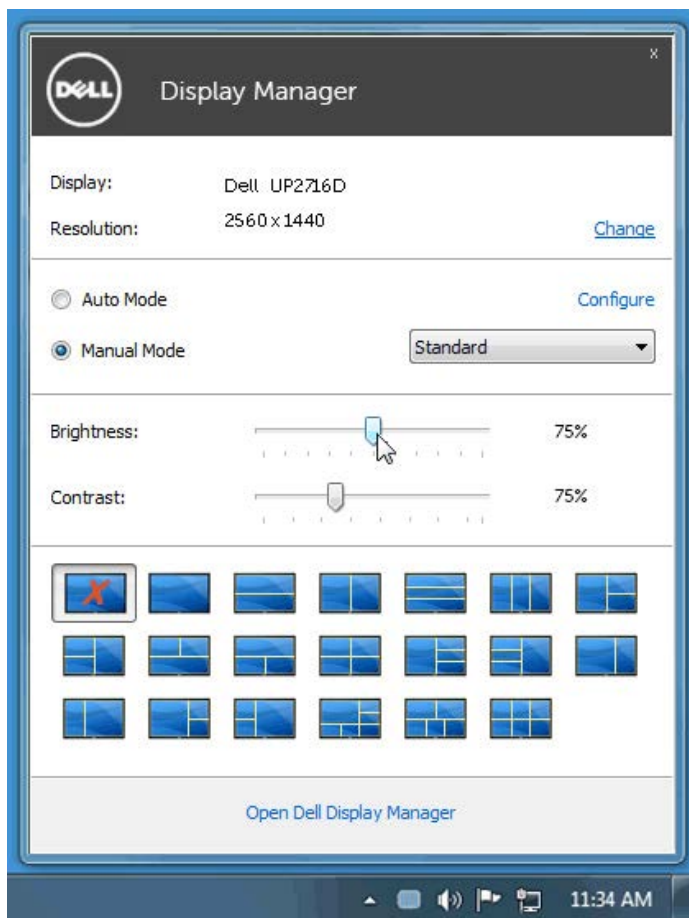 x
DELL Display Manager
Display: Dell UP2716D
Resolution: 2560 x 1440 Change
Auto Mode Configure
Manual Mode Standard
Brightness: 75%
Contrast: 75%
Open Dell Display Manager
11:34 AM